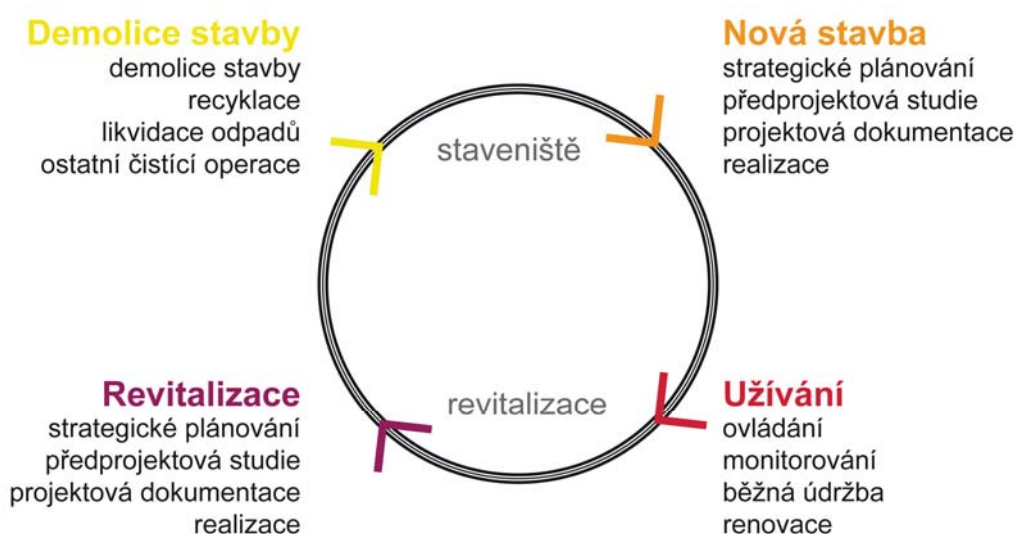 Demolice stavby
demolice stavby
recyklace
likvidace odpadů
ostatní čistící operace
staveniště
Nová stavba
strategické plánování
předprojektová studie
projektová dokumentace
realizace
Revitalizace
strategické plánování
předprojektová studie
projektová dokumentace
realizace
revitalizace
Užívání
ovládání
monitorování
běžná údržba
renovace